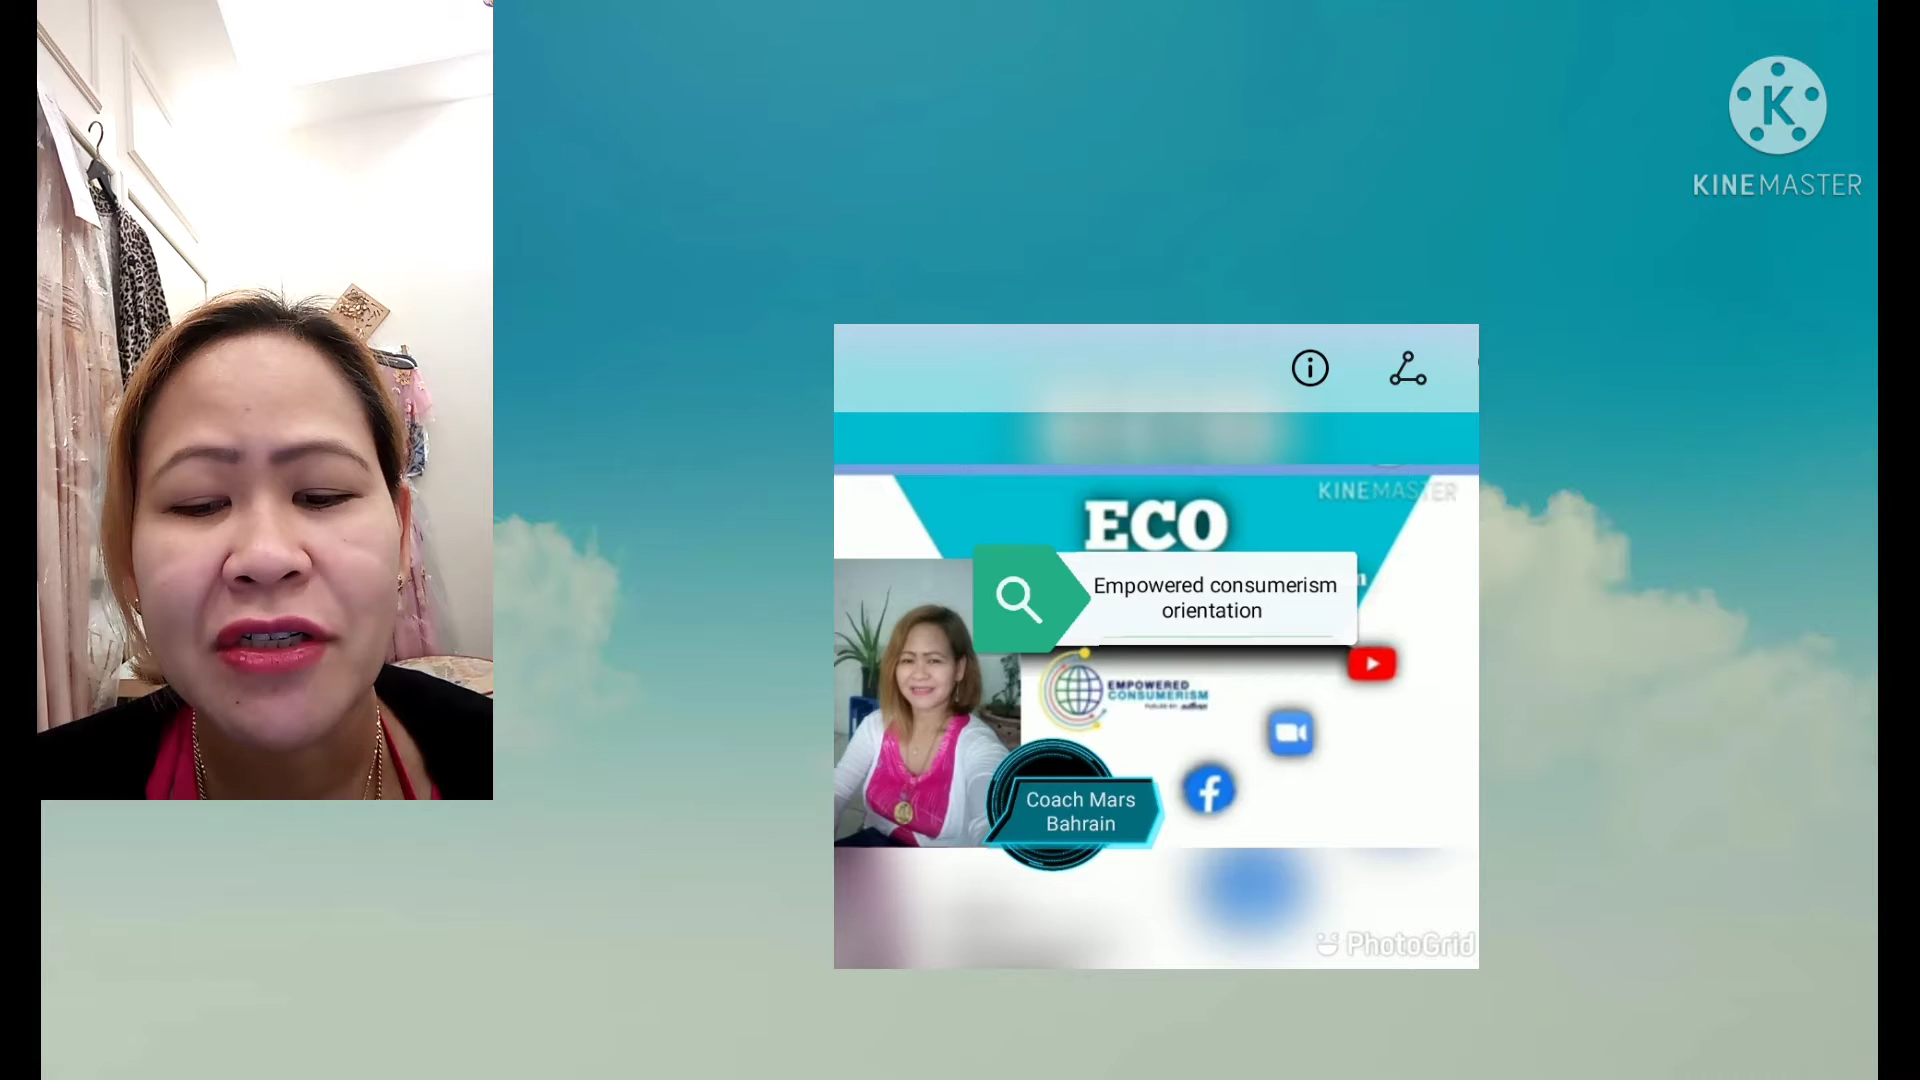 K
KINEMASTER
KINEMASTER
ECO
Empowered consumerism
orientation
EMPOWERED
CONSUMERISM
Coach Mars
Bahrain
PhotoGrid